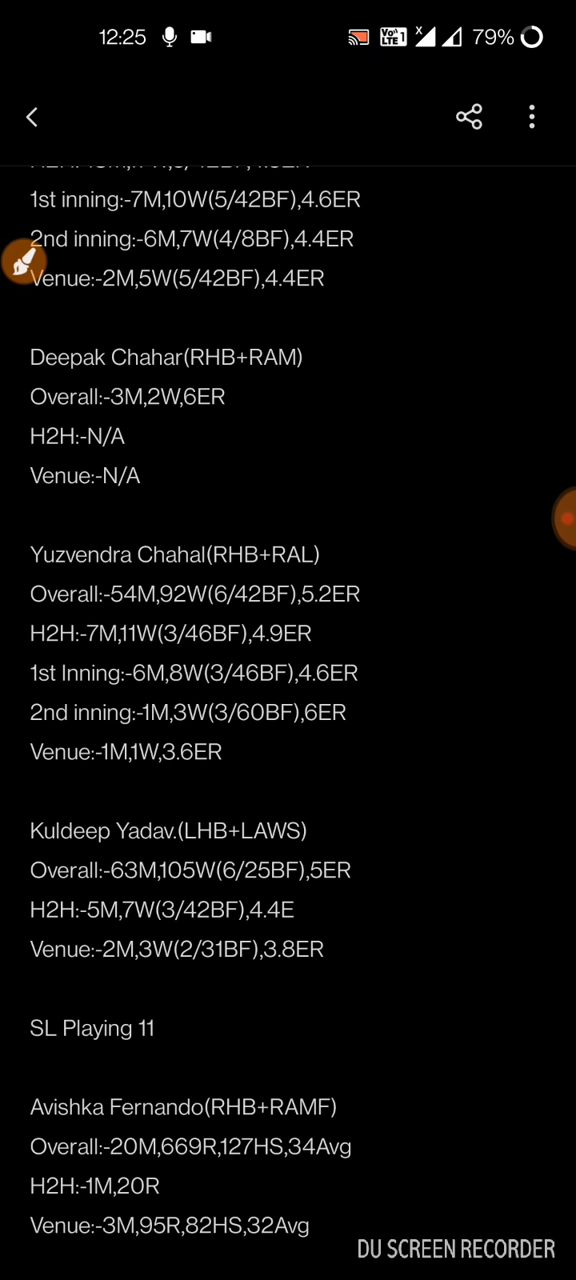 12:25
Vo)) LTE 1
X
79%
1st inning:-7M,10W(5/42BF),4.6ER
2nd inning:-6M,7W(4/8BF),4.4ER
Venue:-2M,5W(5/42BF),4.4ER
Deepak Chahar(RHB+RAM)
Overall:-3M,2W,6ER
H2H:-N/A
Venue:-N/A
Yuzvendra Chahal(RHB+RAL)
Overall:-54M,92W(6/42BF),5.2ER
H2H:-7M,11W(3/46BF),4.9ER
1st Inning:-6M,8W(3/46BF),4.6ER
2nd inning:-1M,3W(3/60BF),6ER
Venue:-1M,1W,3.6ER
Kuldeep Yadav.(LHB+LAWS)
Overall:-63M,105W(6/25BF),5ER
H2H:-5M,7W(3/42BF),4.4E
Venue:-2M,3W(2/31BF),3.8ER
SL Playing 11
Avishka Fernando(RHB+RAMF)
Overall:-20M,669R,127HS,34Avg
H2H:-1M,20R
Venue:-3M,95R,82HS,32Avg
DU SCREEN RECORDER